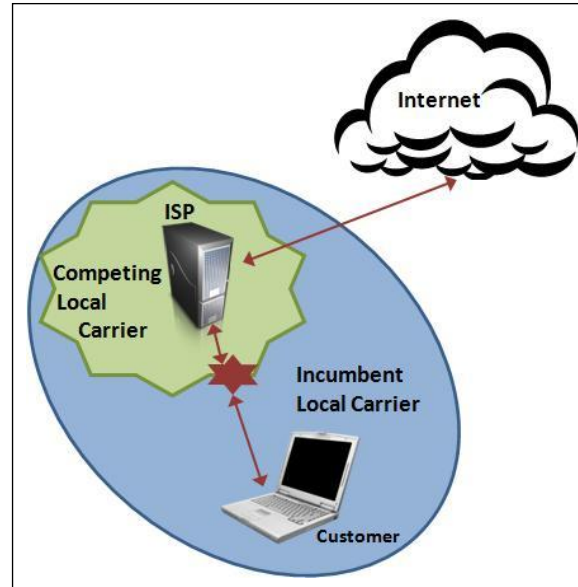 Internet
ISP
Competing
Local
Carrier
Incumbent
Local Carrier
Customer